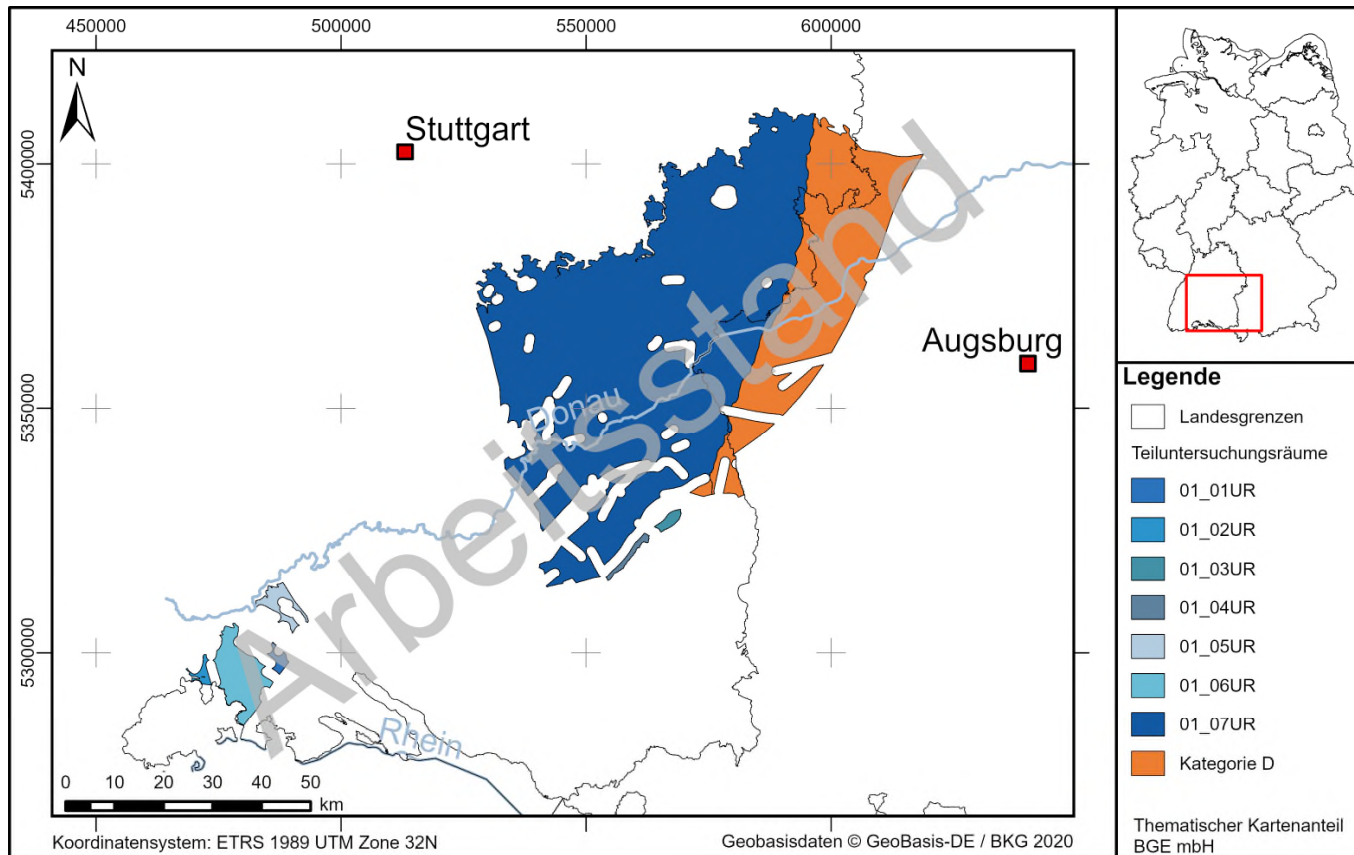 450000 500000 550000 600000
N
Stuttgart
5400000
Augsburg
Donau
5350000
Arbeitsstand
5300000
Rhein
0 10 20 30 40 50
km
Koordinatensystem: ETRS 1989 UTM Zone 32N
Geobasisdaten © GeoBasis-DE / BKG 2020
Legende
Landesgrenzen
Teiluntersuchungsräume
01_01UR
01_02UR
01_03UR
01_04UR
01_05UR
01_06UR
01_07UR
Kategorie D
Thematischer Kartenanteil
BGE mbH